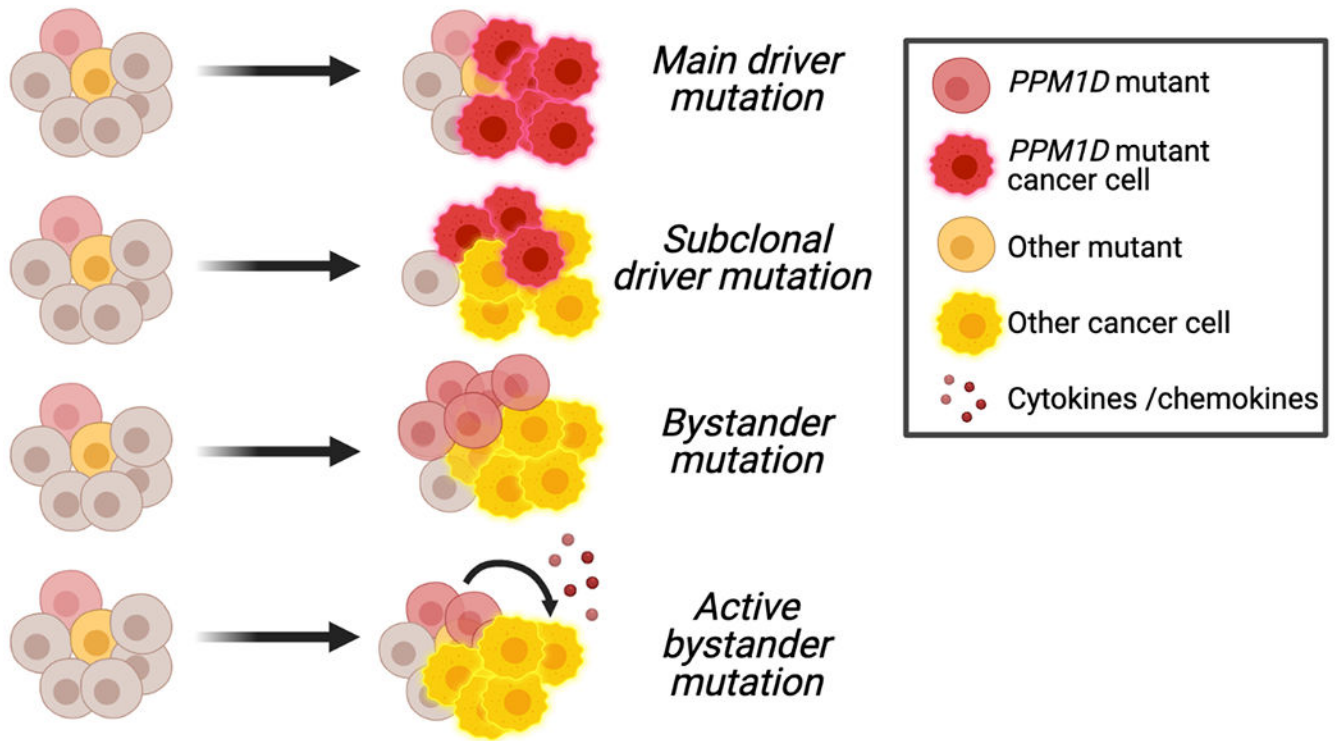 Main driver
mutation
Subclonal
driver mutation
Bystander
mutation
Active
bystander
mutation
PPM1D mutant
PPM1D mutant
cancer cell
Other mutant
Other cancer cell
Cytokines /chemokines